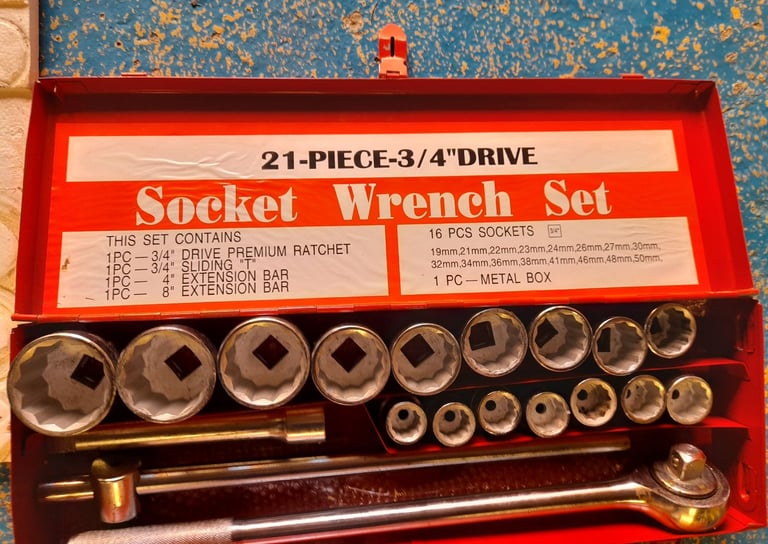 21-PIECE-3/4"DRIVE
Socket Wrench Set
THIS SET CONTAINS
1PC — 3/4" DRIVE PREMIUM RATCHET
1PC — 3/4" SLIDING "T"
1PC — 4" EXTENSION BAR
1PC — 8" EXTENSION BAR
16 PCS SOCKETS 3/4"
19mm,21mm,22mm,23mm,24mm,26mm,27mm,30mm,
32mm,34mm,36mm,38mm,41mm,46mm,48mm,50mm,
1 PC — METAL BOX